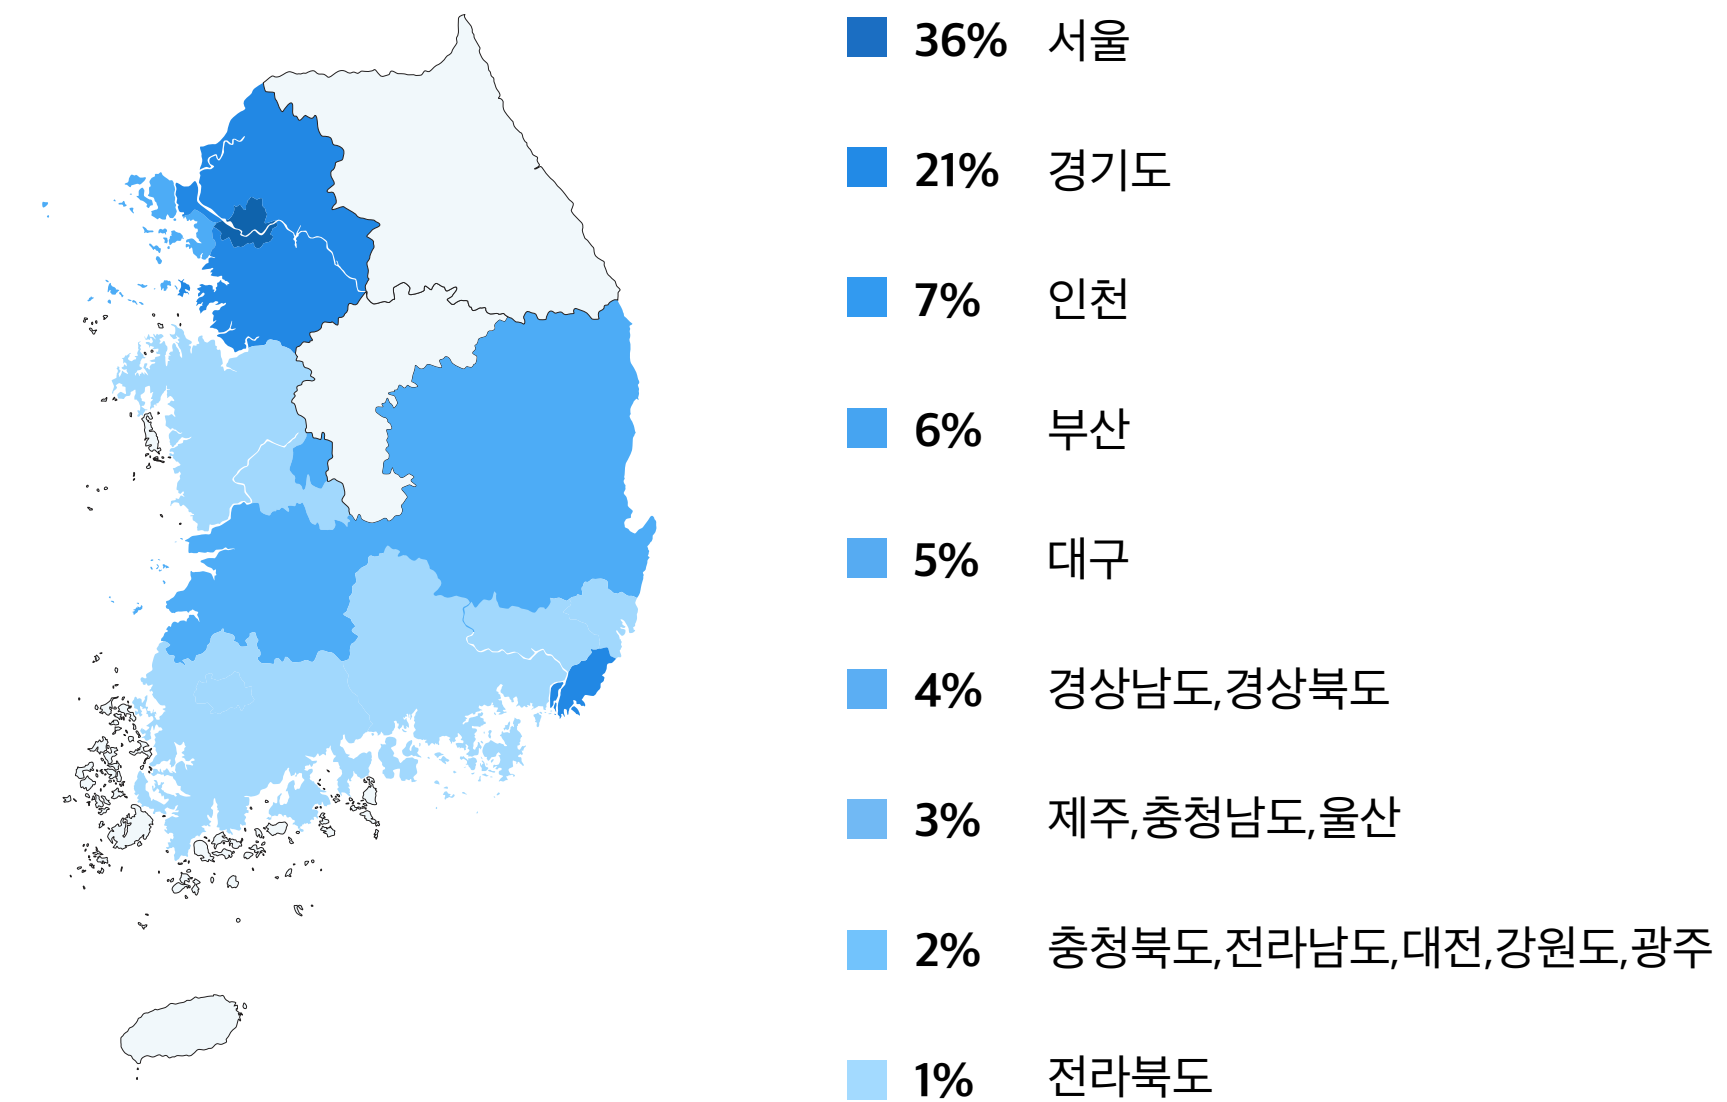 36% 서울
21% 경기도
7% 인천
6% 부산
5% 대구
4% 경상남도,경상북도
3% 제주,충청남도,울산
2% 충청북도,전라남도,대전,강원도,광주
1% 전라북도